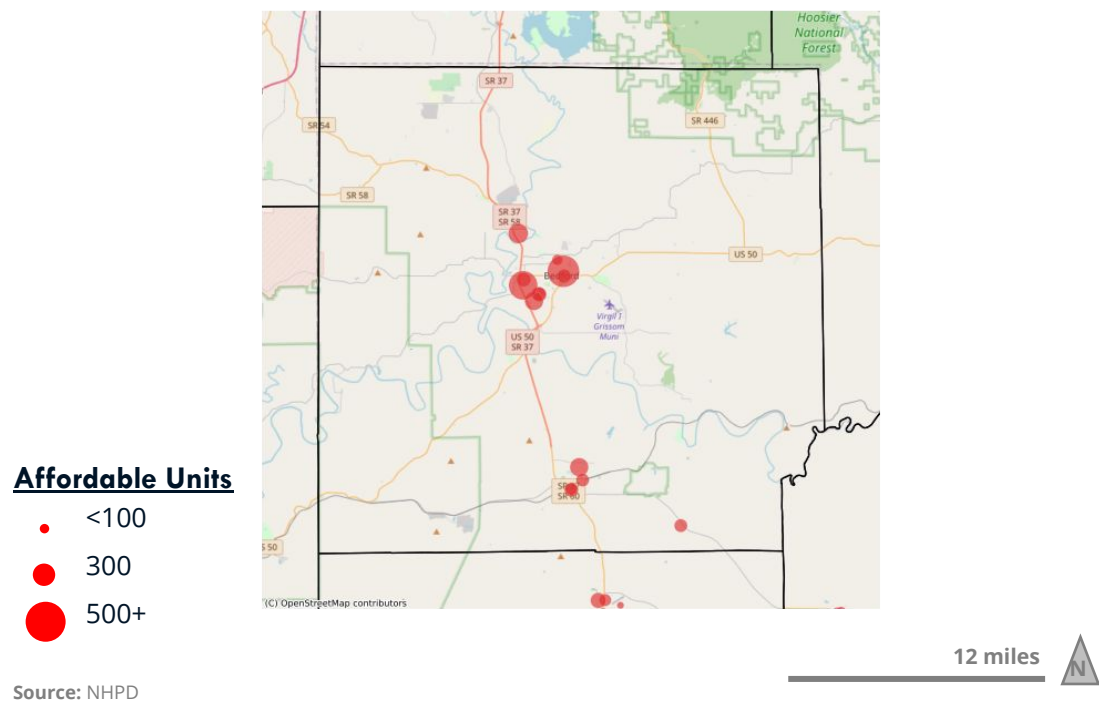 Hoosier
National
Forest
SR 37
SR 54
SR 446
SR 58
SR 37
SR 58
US 50
Bedford
Virgil I
Grissom
Muni
US 50
SR 37
Affordable Units
<100
300
500+
SR 60
S 50
(C) OpenStreetMap contributors
12 miles
N
Source: NHPD